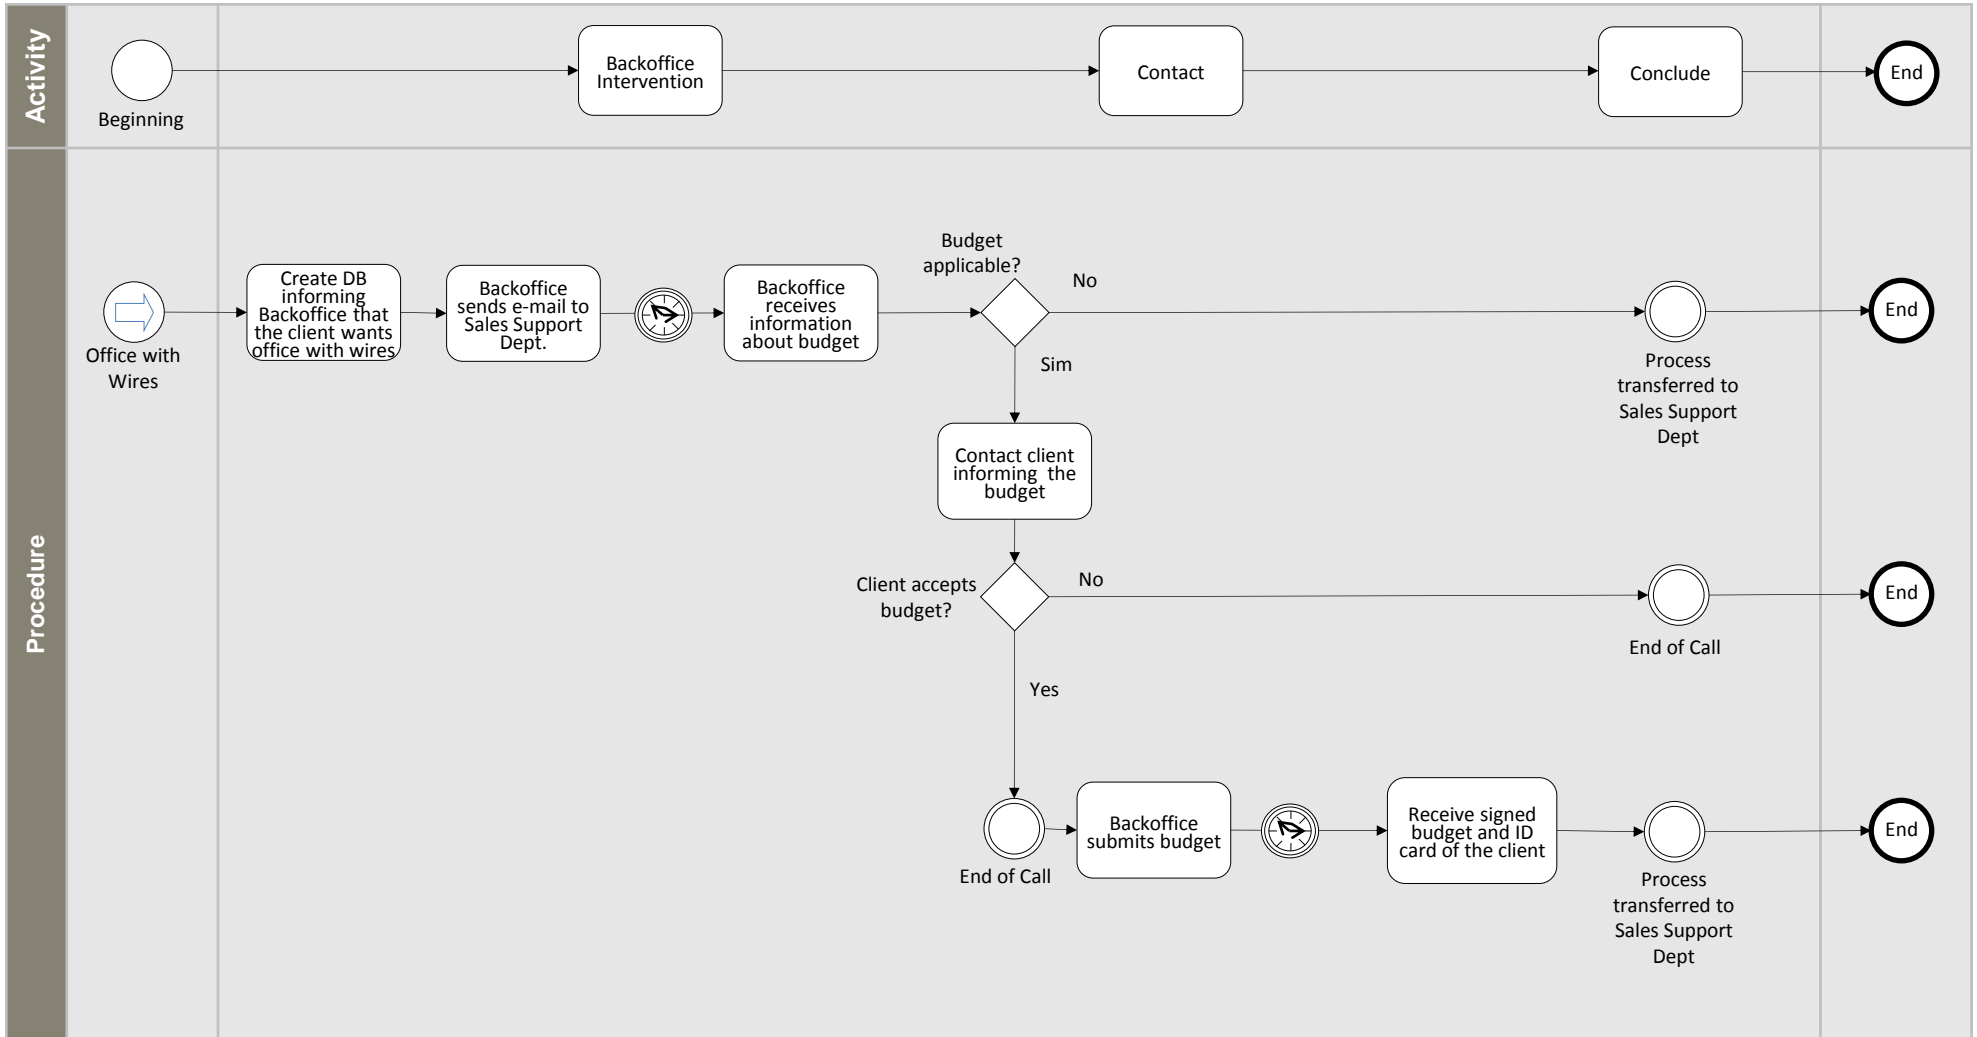 Activity
Beginning
Backoffice
Intervention
Contact
Conclude
End
Procedure
Office with
Wires
Create DB
informing
Backoffice that
the client wants
office with wires
Backoffice
sends e-mail to
Sales Support
Dept.
Backoffice
receives
information
about budget
Budget
applicable?
No
Sim
Process
transferred to
Sales Support
Dept
End
Contact client
informing the
budget
Client accepts
budget?
No
End of Call
End
Yes
End of Call
Backoffice
submits budget
Receive signed
budget and ID
card of the client
Process
transferred to
Sales Support
Dept
End